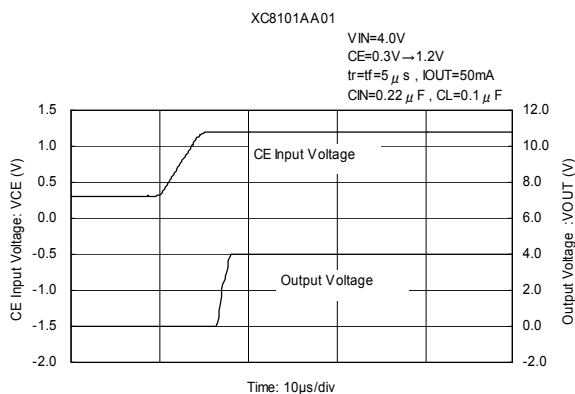 XC8101AA01
VIN=4.0V
CE=0.3V→1.2V
tr=tf=5 μ s , IOUT=50mA
CIN=0.22 μ F , CL=0.1 μ F
CE Input Voltage: VCE (V)
1.5
1.0
0.5
0.0
-0.5
-1.0
-1.5
-2.0
CE Input Voltage
Output Voltage
12.0
10.0
8.0
6.0
4.0
2.0
0.0
-2.0
Output Voltage :VOUT (V)
Time: 10μs/div